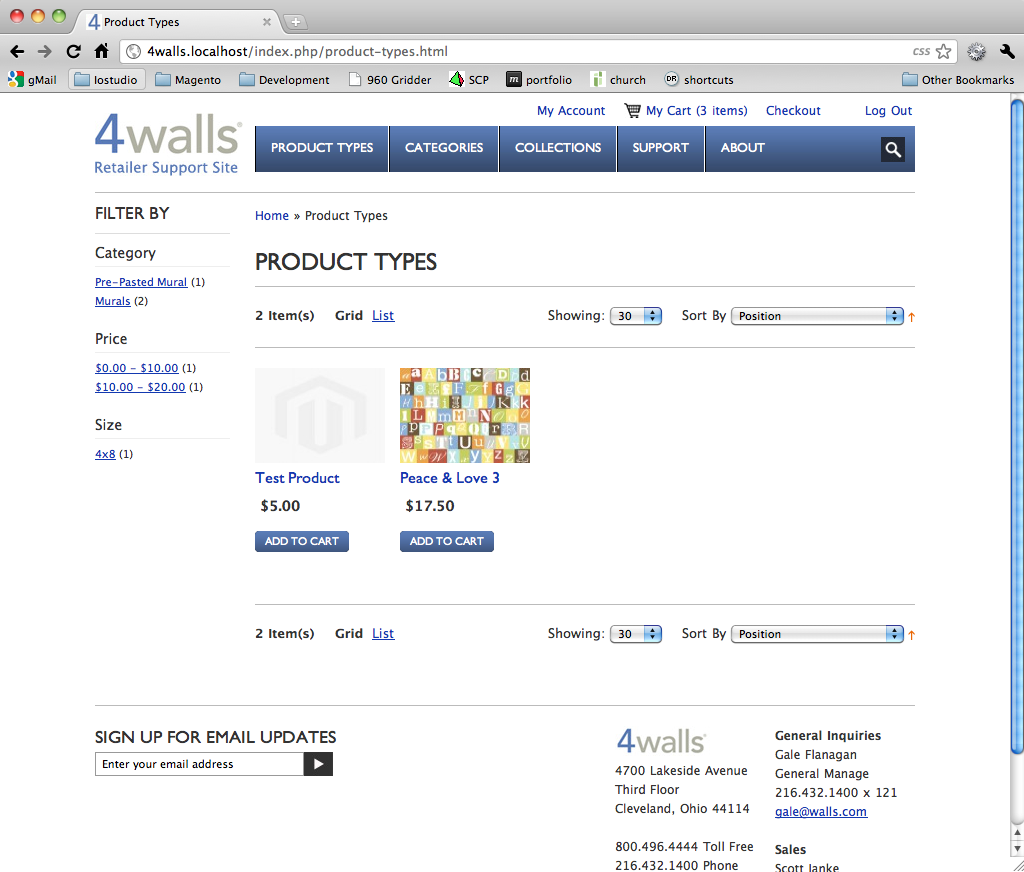 Product Types
4walls.localhost/index.php/product-types.html
css
gMail
lostudio
Magento
Development
960 Gridder
SCP
m
portfolio
church
DR
shortcuts
Other Bookmarks
4walls
Retailer Support Site
My Account
My Cart (3 items)
Checkout
Log Out
PRODUCT TYPES
CATEGORIES
COLLECTIONS
SUPPORT
ABOUT
FILTER BY
Category
Pre-Pasted Mural (1)
Murals (2)
Price
$0.00 - $10.00 (1)
$10.00 - $20.00 (1)
Size
4x8 (1)
Home » Product Types
PRODUCT TYPES
2 Item(s) Grid List
Showing: 30 Sort By Position
Test Product
$5.00
ADD TO CART
Peace & Love 3
$17.50
ADD TO CART
2 Item(s) Grid List
Showing: 30 Sort By Position
SIGN UP FOR EMAIL UPDATES
Enter your email address
4walls
4700 Lakeside Avenue
Third Floor
Cleveland, Ohio 44114
800.496.4444 Toll Free
216.432.1400 Phone
General Inquiries
Gale Flanagan
General Manage
216.432.1400 x 121
gale@walls.com
Sales
Scott Janke